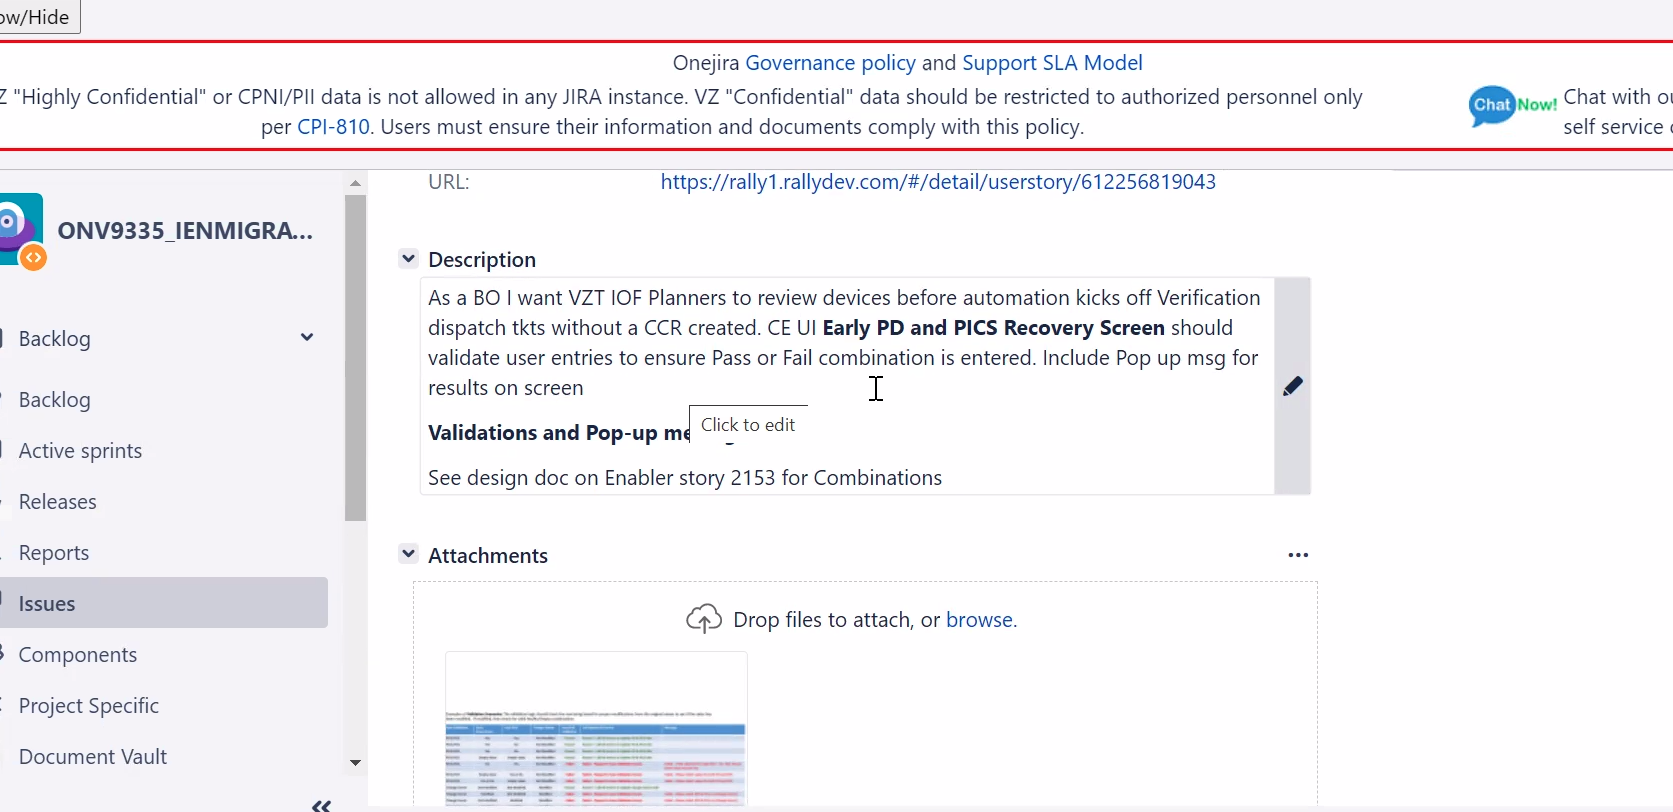 ow/Hide
Onejira Governance policy and Support SLA Model
Z "Highly Confidential" or CPNI/PII data is not allowed in any JIRA instance. VZ "Confidential" data should be restricted to authorized personnel only
per CPI-810. Users must ensure their information and documents comply with this policy.
Chat Now!
Chat with ou
self service
ONV9335_IENMIGRA...
Backlog
Backlog
Active sprints
Releases
Reports
Issues
Components
Project Specific
Document Vault
URL: https://rally1.rallydev.com/#/detail/userstory/612256819043
Description
As a BO I want VZT IOF Planners to review devices before automation kicks off Verification
dispatch tkts without a CCR created. CE UI Early PD and PICS Recovery Screen should
validate user entries to ensure Pass or Fail combination is entered. Include Pop up msg for
results on screen
Click to edit
Validations and Pop-up me
See design doc on Enabler story 2153 for Combinations
Attachments
Drop files to attach, or browse.